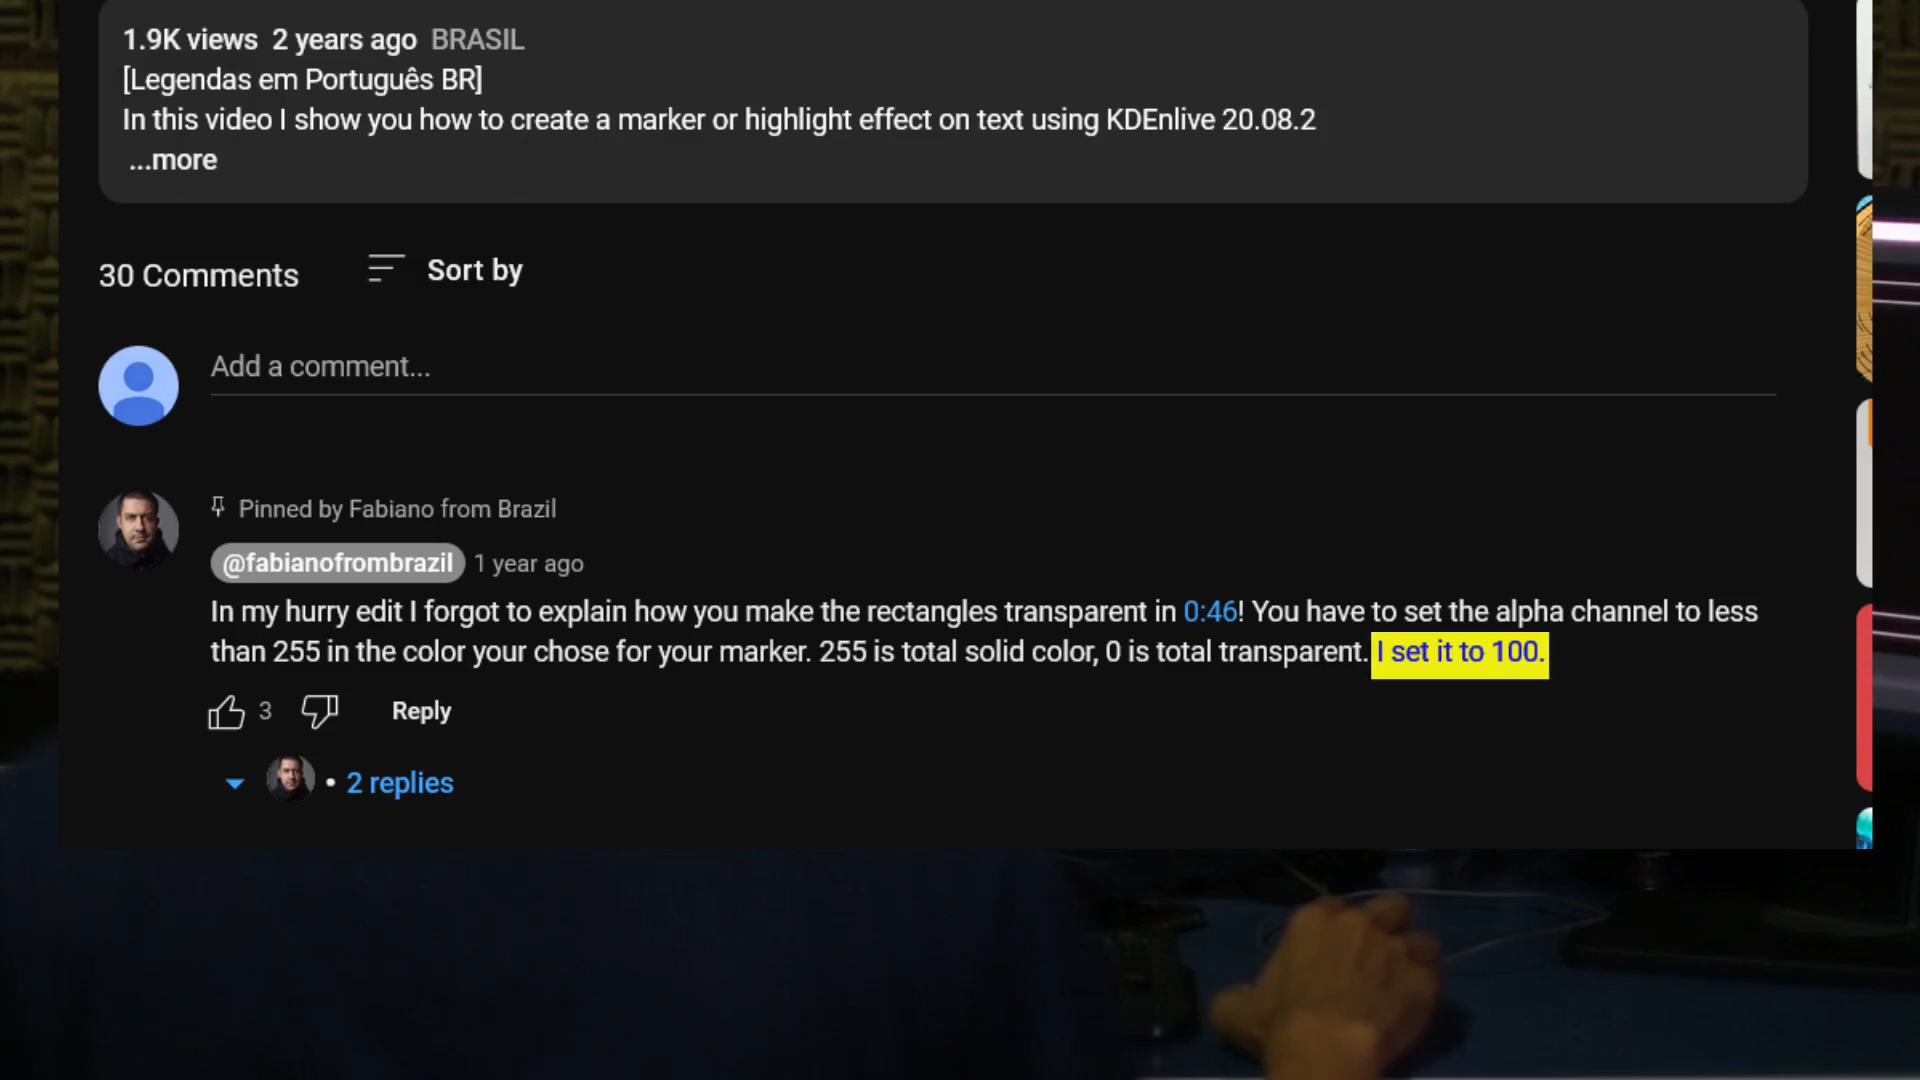 1.9K views 2 years ago BRASIL
[Legendas em Português BR]
In this video I show you how to create a marker or highlight effect on text using KDEnlive 20.08.2
...more
30 Comments
Sort by
Add a comment...
Pinned by Fabiano from Brazil
@fabianofrombrazil 1 year ago
In my hurry edit I forgot to explain how you make the rectangles transparent in 0:46! You have to set the alpha channel to less
than 255 in the color your chose for your marker. 255 is total solid color, 0 is total transparent. I set it to 100.
3
Reply
• 2 replies